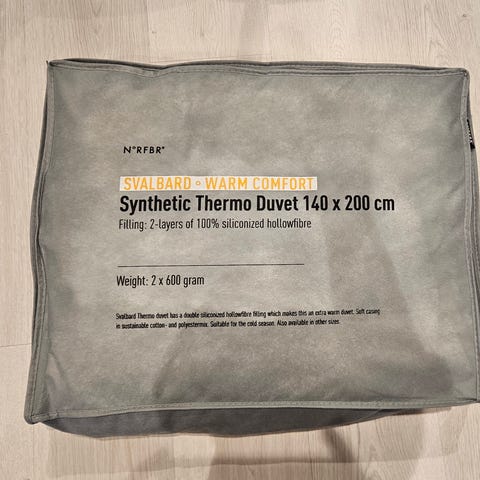 N°RFBR°
SVALBARD ° WARM COMFORT
Synthetic Thermo Duvet 140 x 200 cm
Filling: 2-layers of 100% siliconized hollowfibre
Weight: 2 x 600 gram
Svalbard Thermo duvet has a double siliconized hollowfibre filling which makes this an extra warm duvet. Soft casing
in sustainable cotton- and polyestermix. Suitable for the cold season. Also available in other sizes.